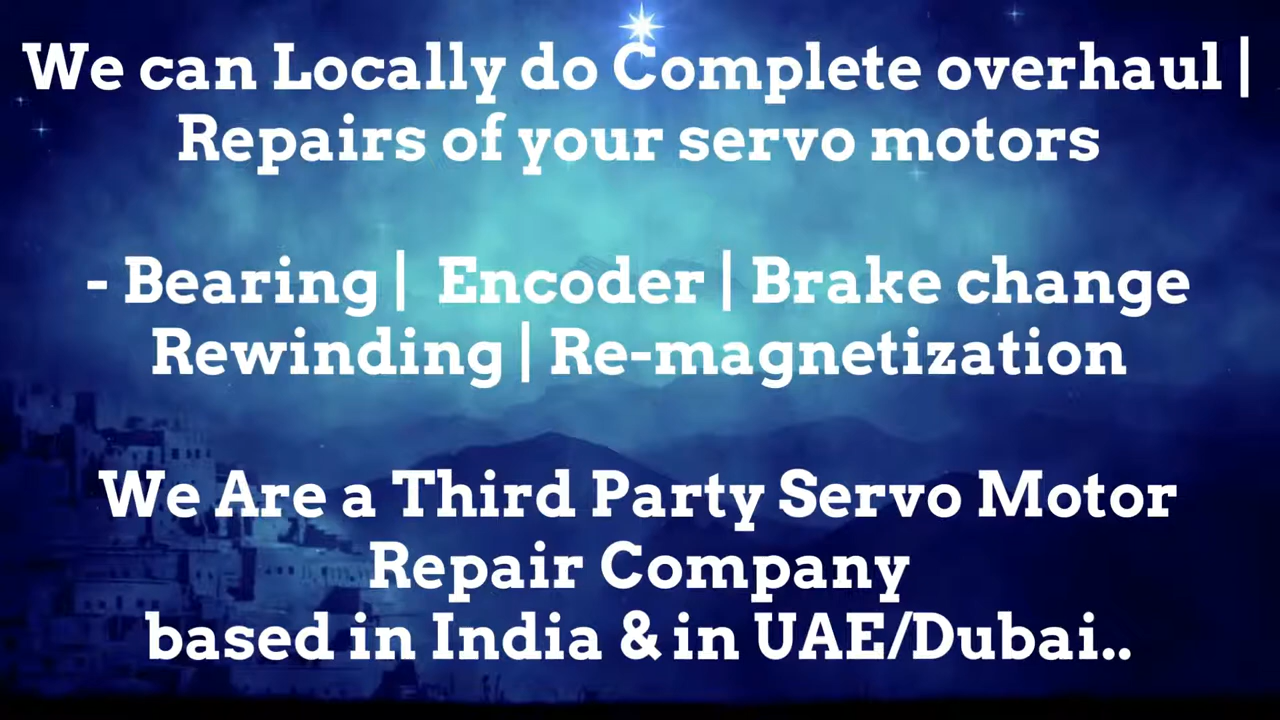 We can Locally do Complete overhaul |
Repairs of your servo motors
- Bearing | Encoder | Brake change
Rewinding | Re-magnetization
We Are a Third Party Servo Motor
Repair Company
based in India & in UAE/Dubai..